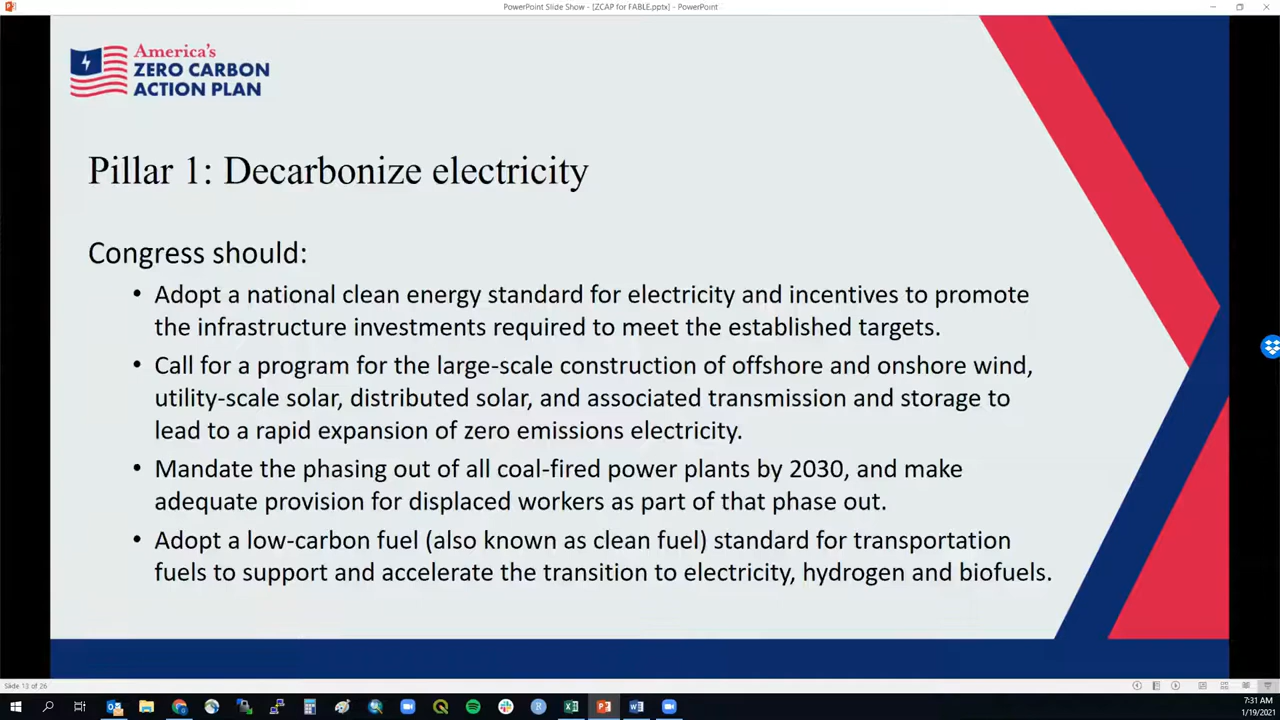 PowerPoint Slide Show - [ZCAP for FABLE.pptx] - PowerPoint
America's
ZERO CARBON
ACTION PLAN
Pillar 1: Decarbonize electricity
Congress should:
• Adopt a national clean energy standard for electricity and incentives to promote
the infrastructure investments required to meet the established targets.
• Call for a program for the large-scale construction of offshore and onshore wind,
utility-scale solar, distributed solar, and associated transmission and storage to
lead to a rapid expansion of zero emissions electricity.
• Mandate the phasing out of all coal-fired power plants by 2030, and make
adequate provision for displaced workers as part of that phase out.
• Adopt a low-carbon fuel (also known as clean fuel) standard for transportation
fuels to support and accelerate the transition to electricity, hydrogen and biofuels.
Slide 13 of 26
7:31 AM
1/19/2021